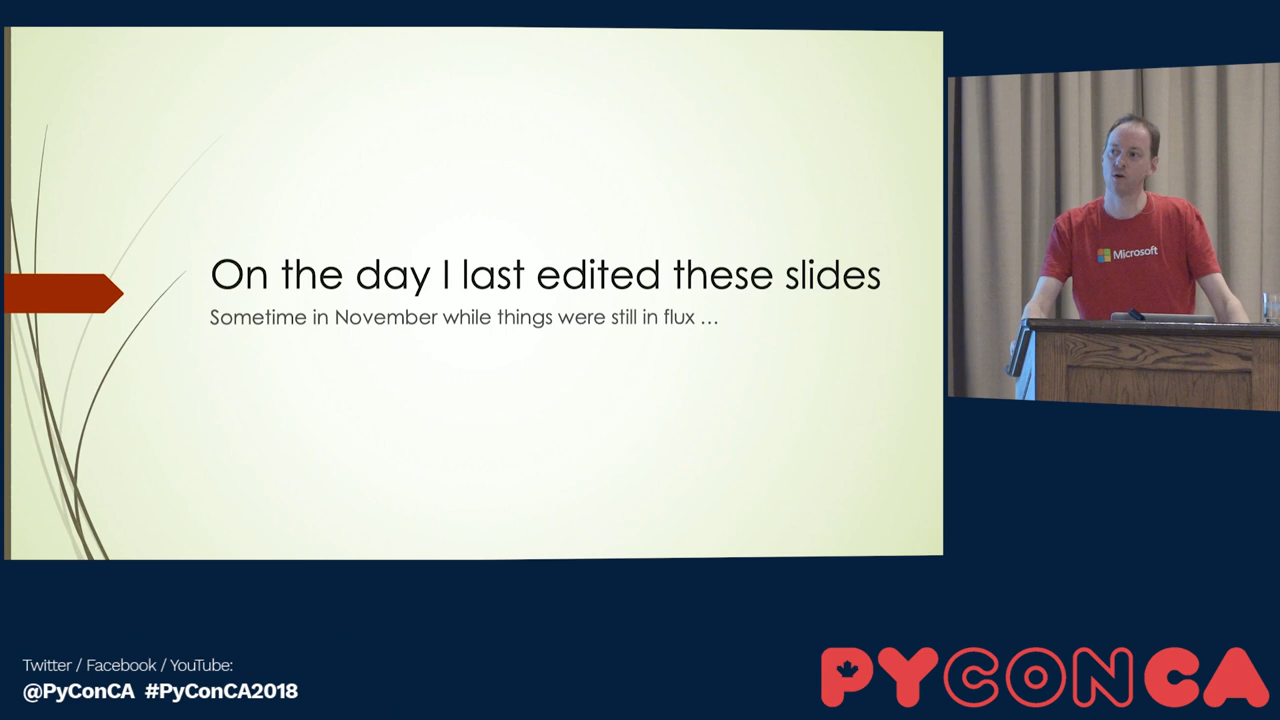 On the day I last edited these slides
Sometime in November while things were still in flux …
Microsoft
Twitter / Facebook / YouTube:
@PyConCA #PyConCA2018
PYCONCA